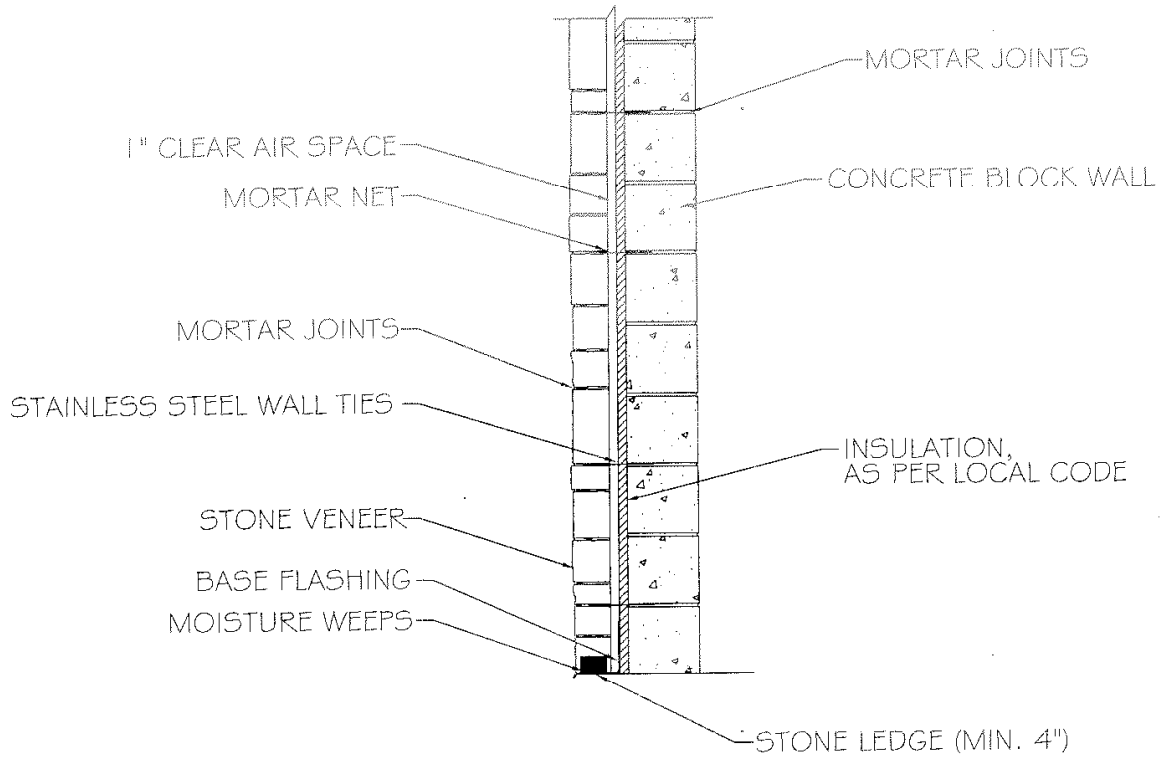 MORTAR JOINTS
1" CLEAR AIR SPACE
CONCRETE BLOCK WALL
MORTAR NET
MORTAR JOINTS
STAINLESS STEEL WALL TIES
INSULATION,
AS PER LOCAL CODE
STONE VENEER
BASE FLASHING
MOISTURE WEEPS
STONE LEDGE (MIN. 4")